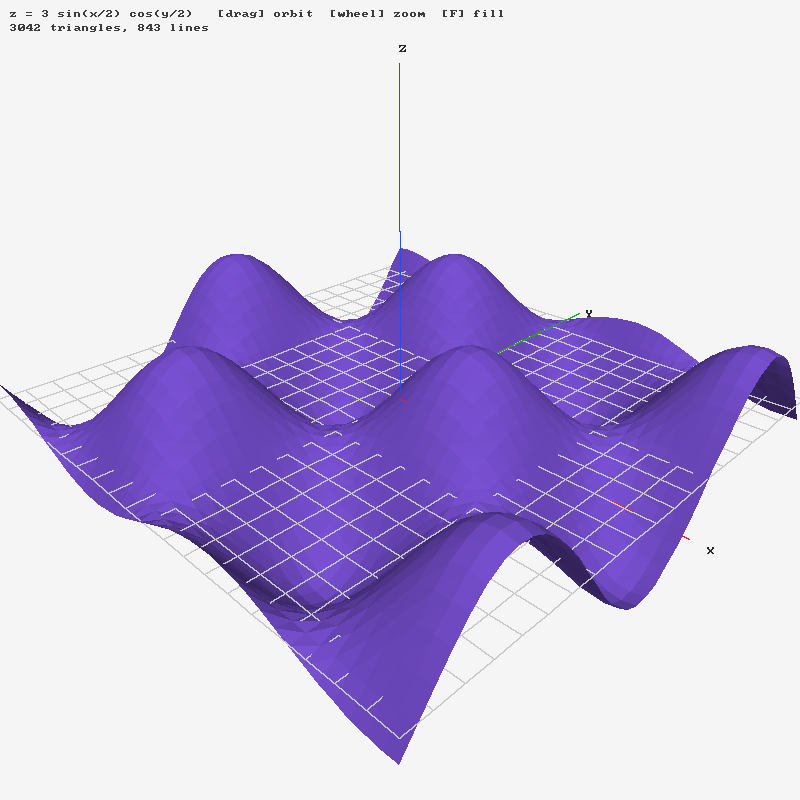 z = 3 sin(x/2) cos(y/2)   [drag] orbit  [wheel] zoom  [F] fill
3042 triangles, 843 lines
Z
Y
X